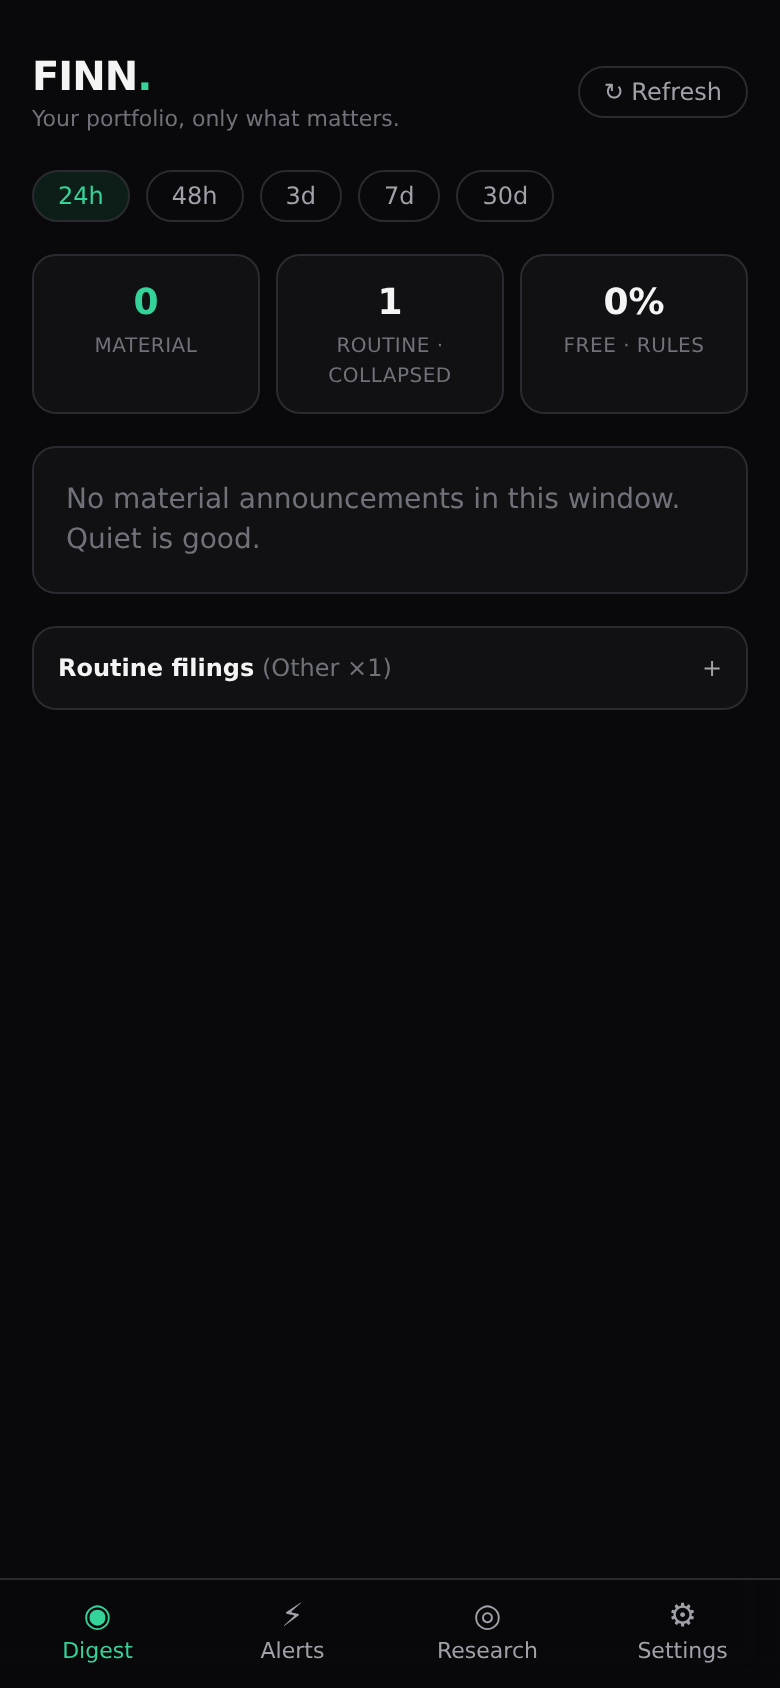 FINN.
Your portfolio, only what matters.
↻ Refresh
24h 48h 3d 7d 30d
0
MATERIAL
1
ROUTINE ·
COLLAPSED
0%
FREE · RULES
No material announcements in this window.
Quiet is good.
Routine filings (Other ×1) +
Digest
Alerts
Research
Settings